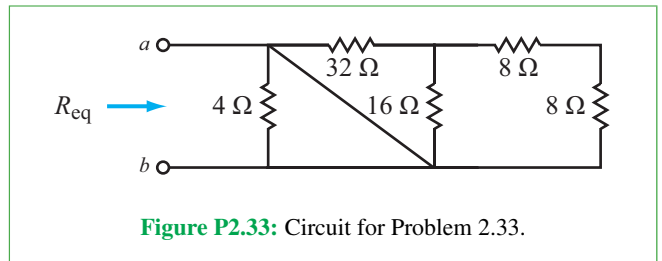 a
32 Ω
8 Ω
Req
4 Ω
16 Ω
8 Ω
b
Figure P2.33: Circuit for Problem 2.33.